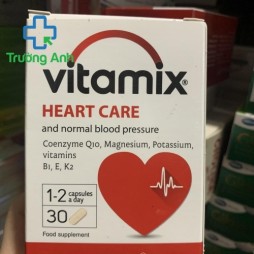 Trường Anh
vitamix®
HEART CARE
and normal blood pressure
Coenzyme Q10, Magnesium, Potassium,
vitamins
B1, E, K2
1-2 capsules
a day
30
Food supplement